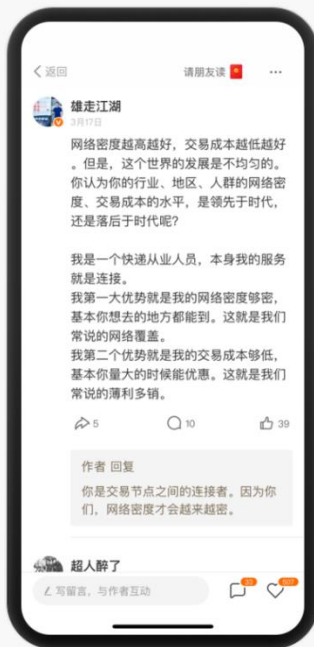 返回
请朋友读
雄走江湖
3月17日
网络密度越高越好，交易成本越低越好
。但是，这个世界的发展是不均匀的。
你认为你的行业、地区、人群的网络密
度、交易成本的水平，是领先于时代，
还是落后于时代呢？
我是一个快递从业人员，本身我的服务
就是连接。
我第一大优势就是我的网络密度够密，
基本你想去的地方都能到。这就是我们
常说的网络覆盖。
我第二个优势就是我的交易成本够低，
基本你量大的时候能优惠。这就是我们
常说的薄利多销。
5
10
39
作者 回复
你是交易节点之间的连接者。因为你
们，网络密度才会越来越密。
超人醉了
写留言，与作者互动
33
507